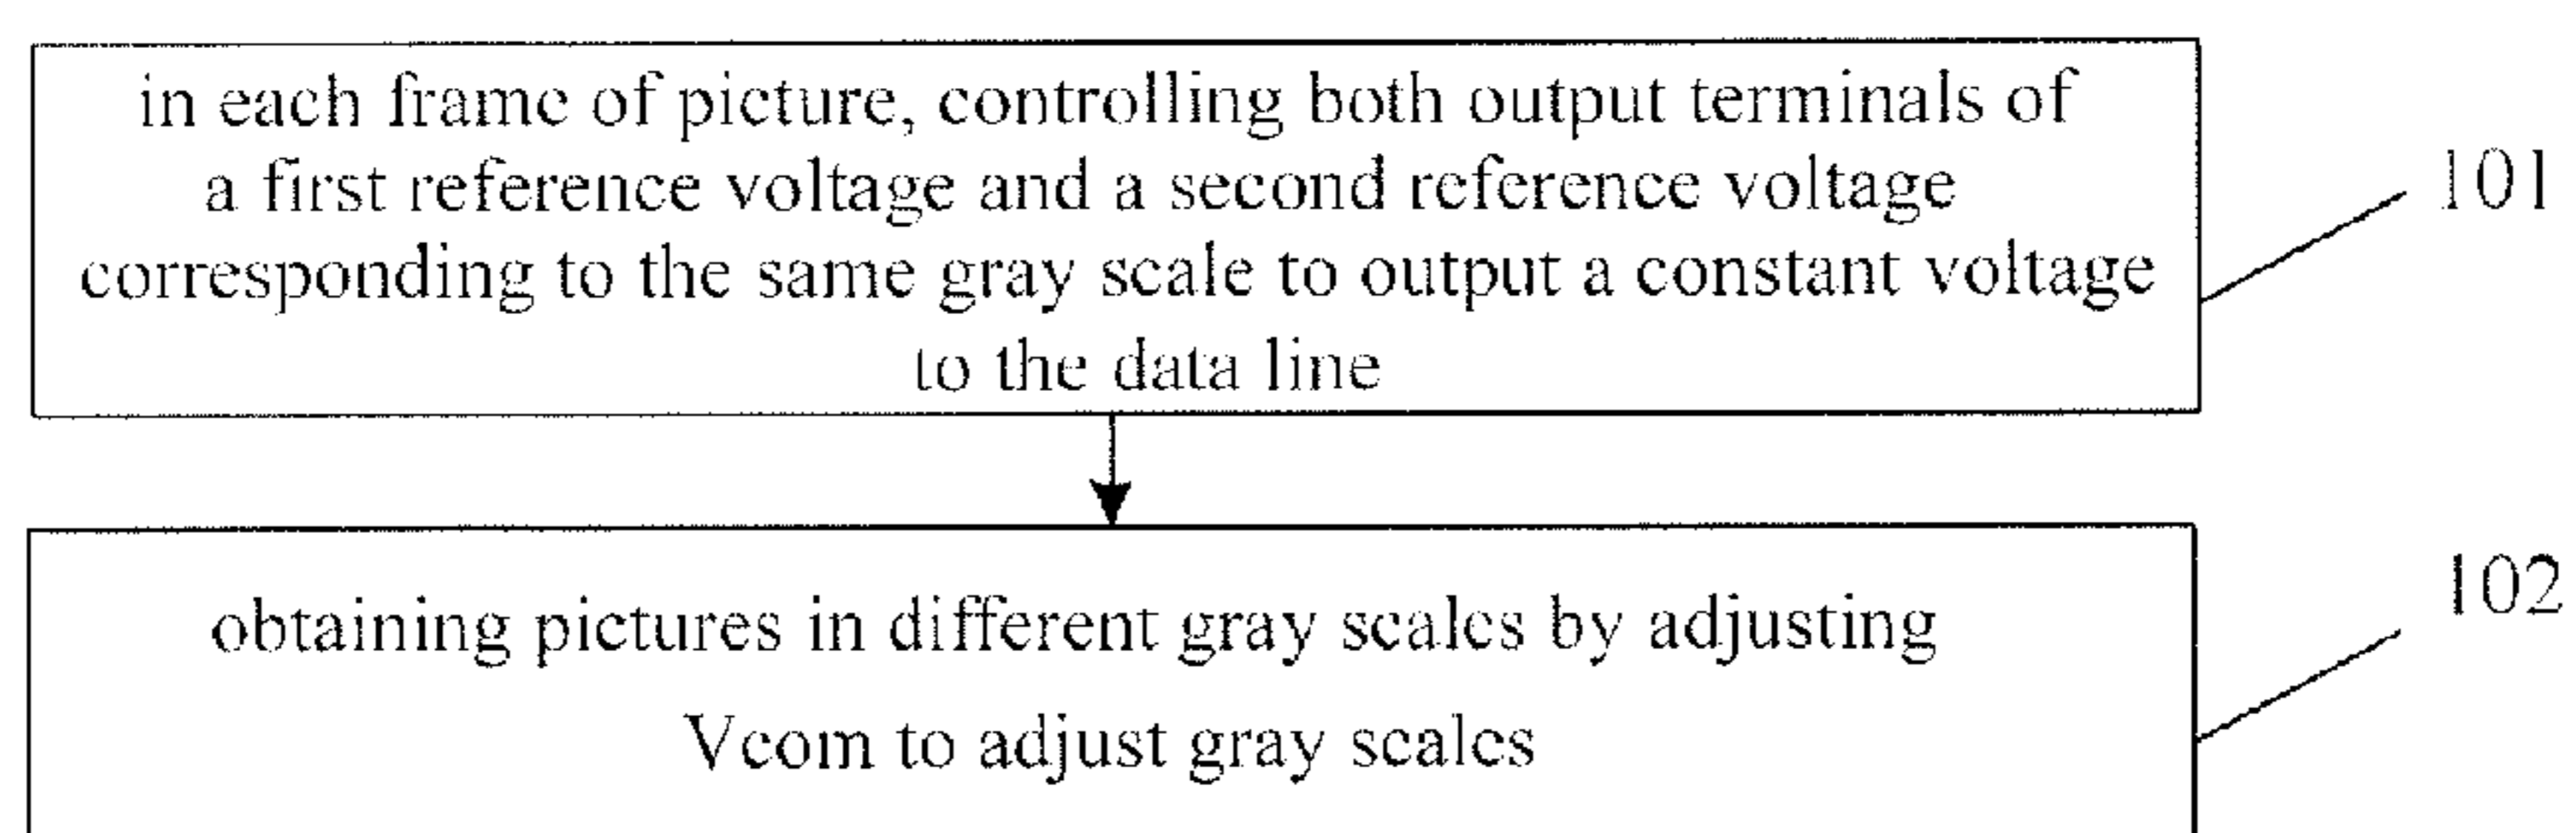 in each frame of picture, controlling both output terminals of
a first reference voltage and a second reference voltage
corresponding to the same gray scale to output a constant voltage
to the data line
101
obtaining pictures in different gray scales by adjusting
Vcom to adjust gray scales
102